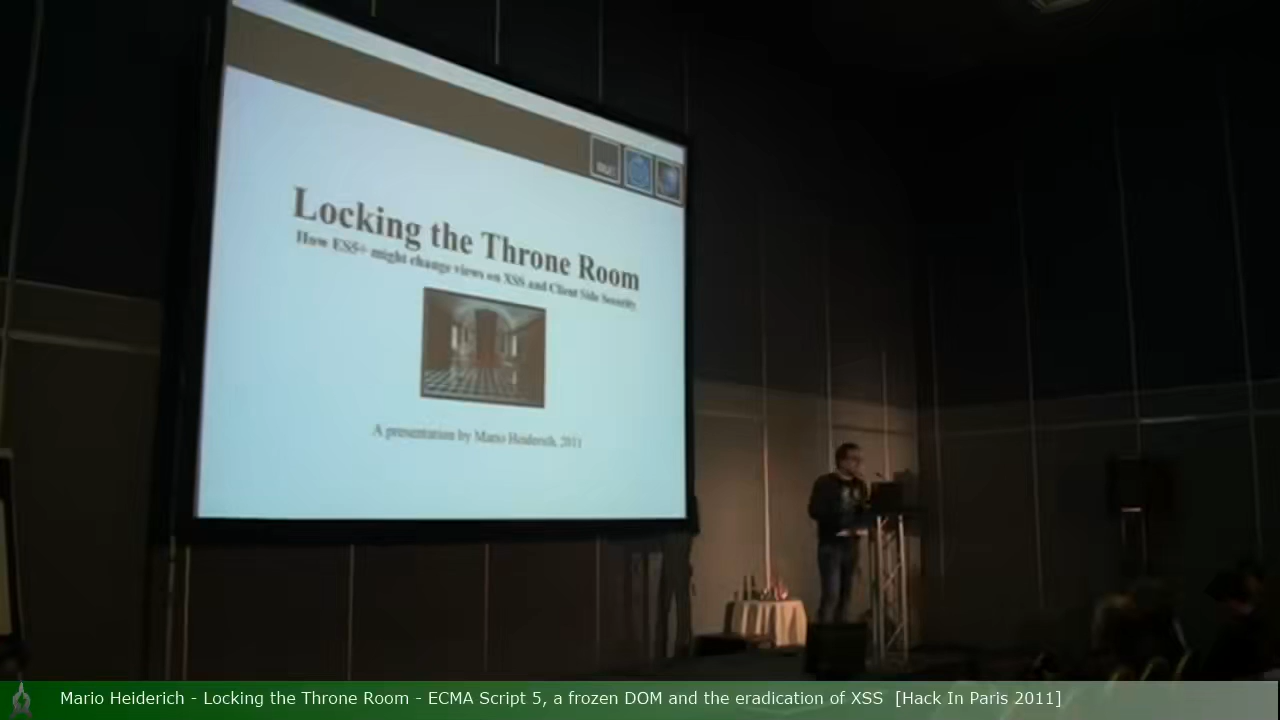 Locking the Throne Room
How ES5+ might change views on XSS and Client Side Security
A presentation by Mario Heiderich, 2011
Mario Heiderich - Locking the Throne Room - ECMA Script 5, a frozen DOM and the eradication of XSS [Hack In Paris 2011]